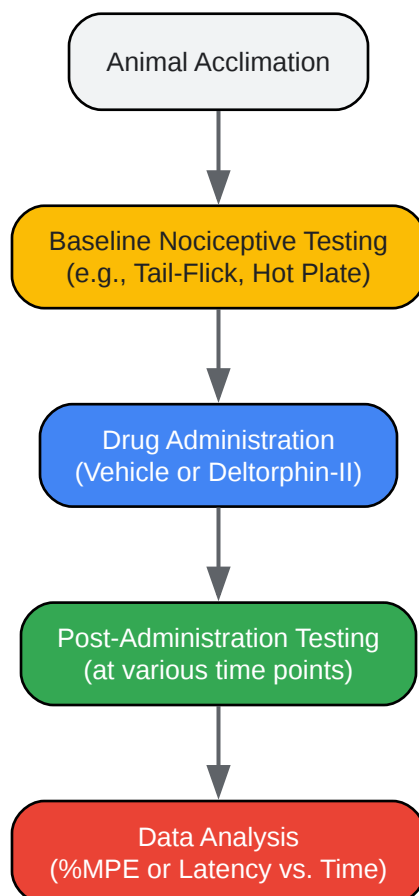 Animal Acclimation
Baseline Nociceptive Testing
(e.g., Tail-Flick, Hot Plate)
Drug Administration
(Vehicle or Deltorphin-II)
Post-Administration Testing
(at various time points)
Data Analysis
(%MPE or Latency vs. Time)